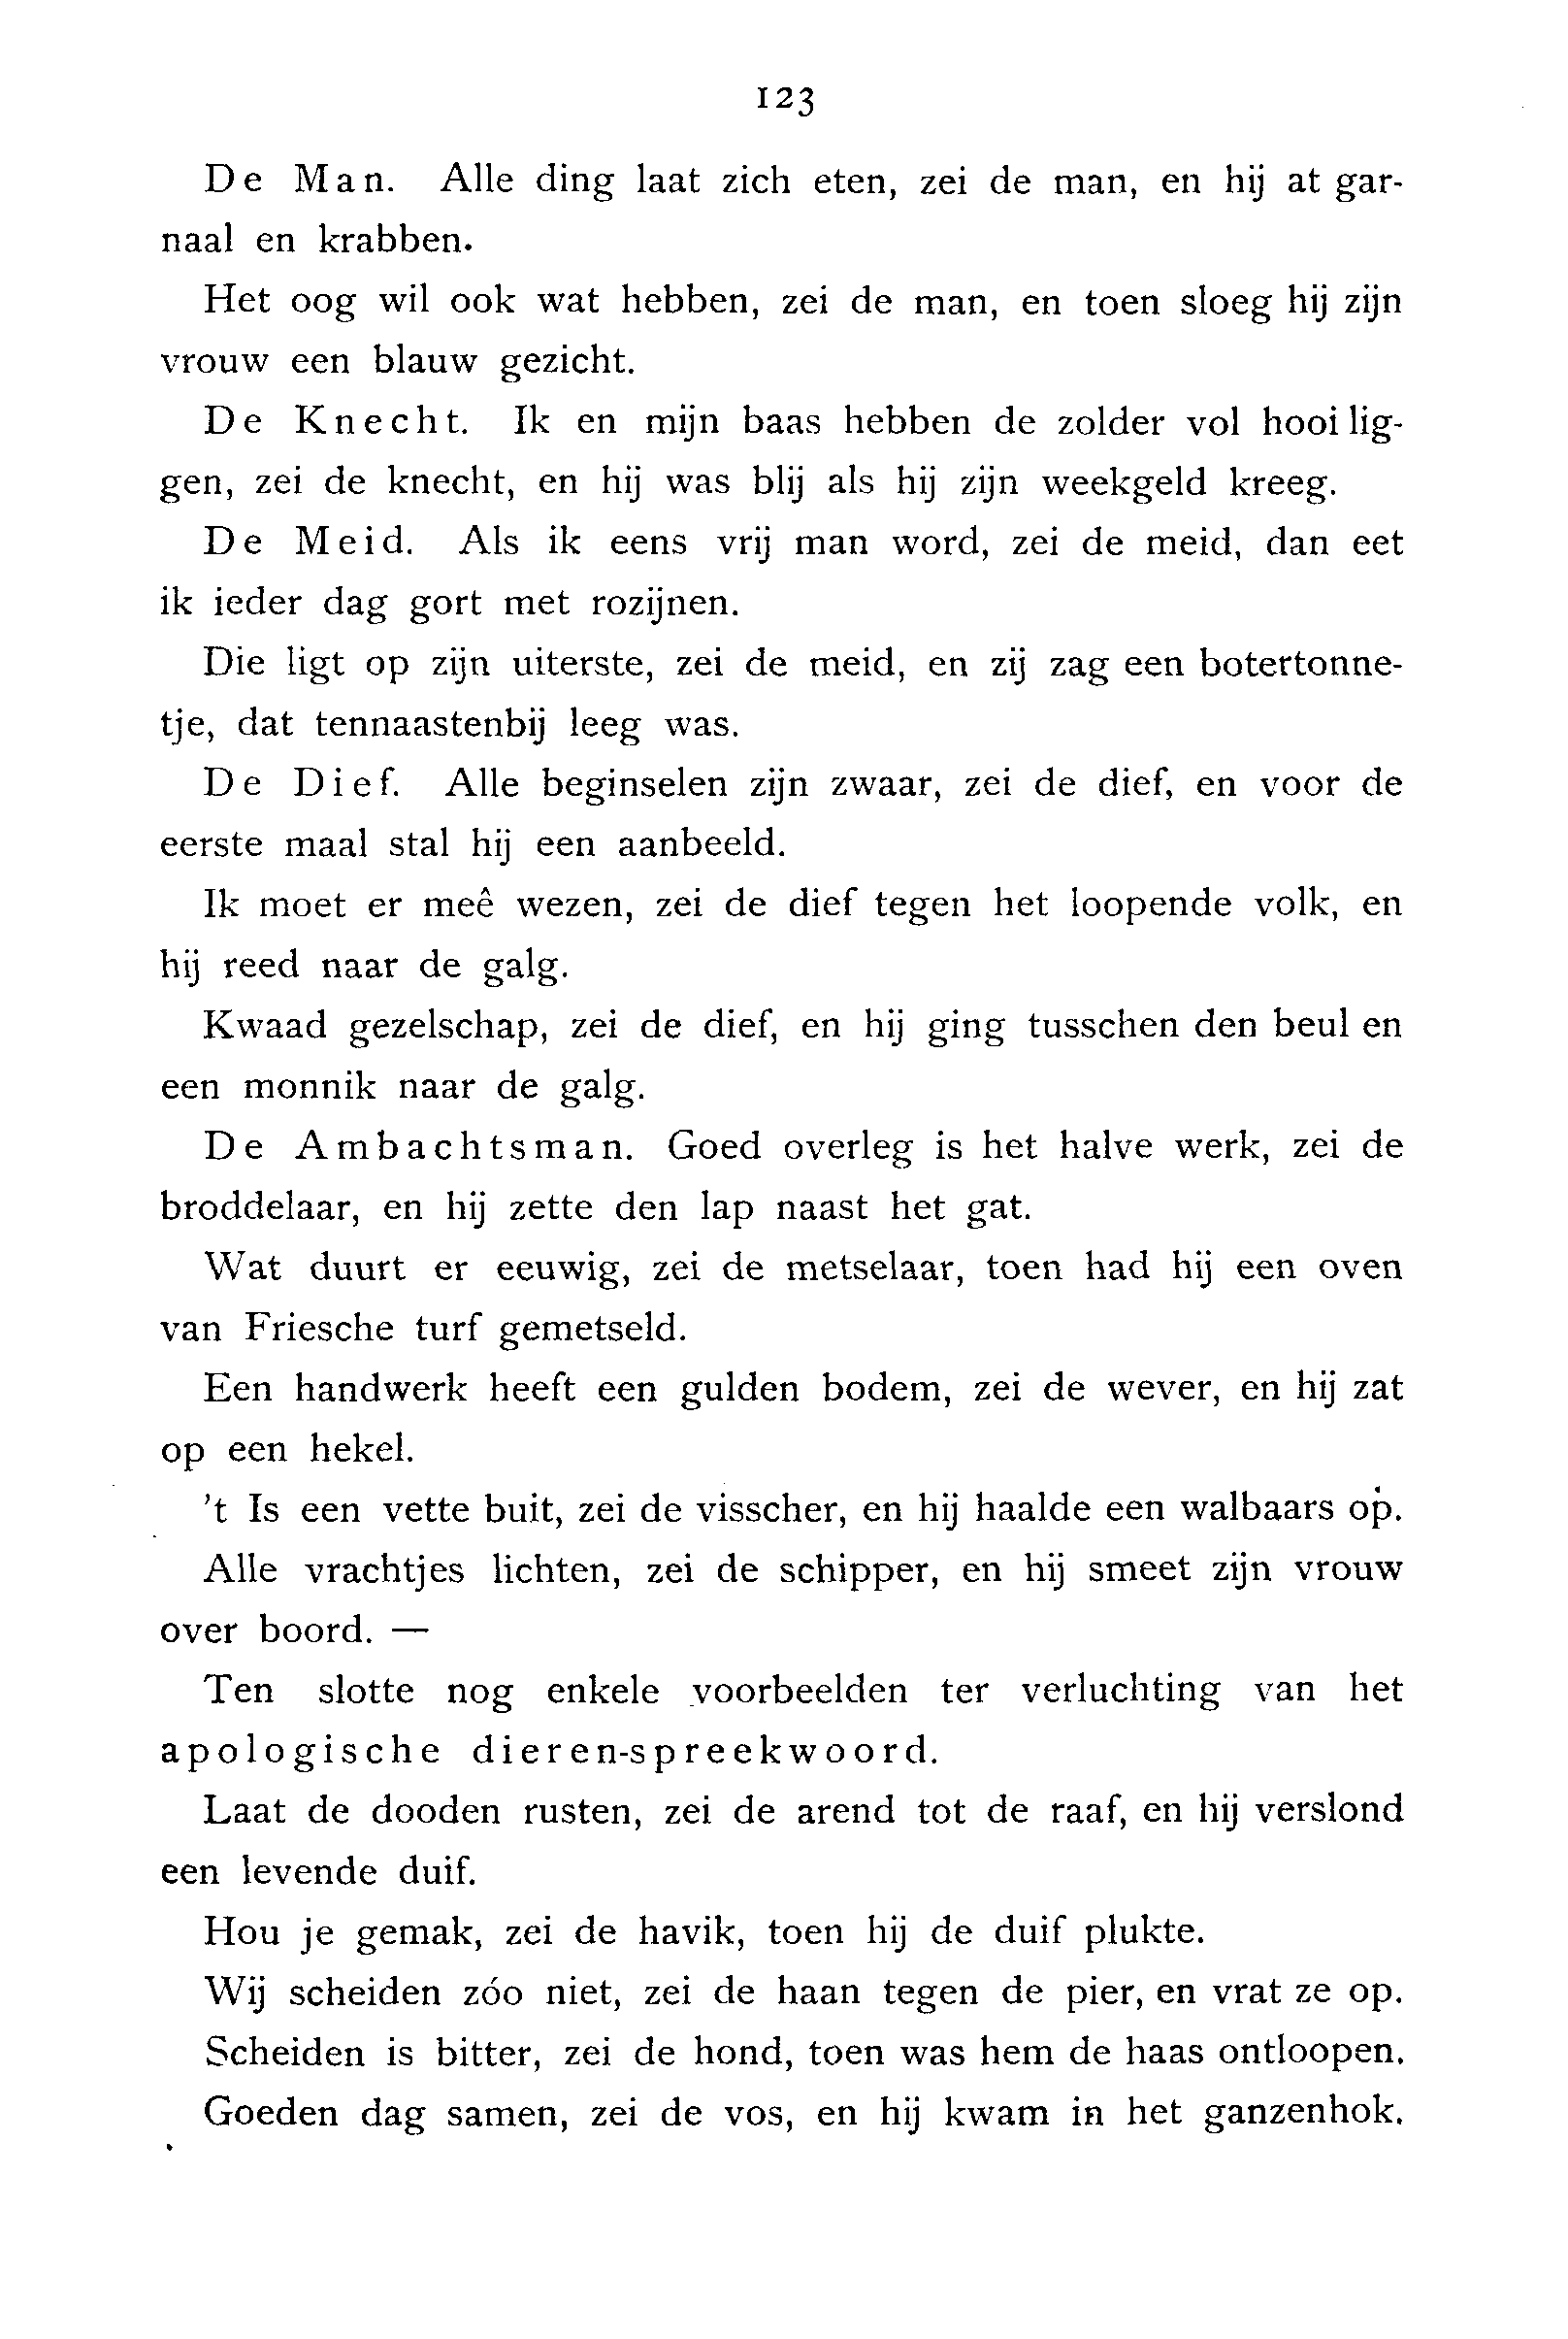 123
De Man. Alle ding laat zich eten, zei de man, en hij at gar-
naal en krabben.
Het oog wil ook wat hebben, zei de man, en toen sloeg hij zijn
vrouw een blauw gezicht.
De Knecht. Ik en mijn baas hebben de zolder vol hooi lig-
gen, zei de knecht, en hij was blij als hij zijn weekgeld kreeg.
De Meid. Als ik eens vrij man word, zei de meid, dan eet
ik ieder dag gort met rozijnen.
Die ligt op zijn uiterste, zei de meid, en zij zag een botertonne-
tje, dat tennaastenbij leeg was.
De Dief. Alle beginselen zijn zwaar, zei de dief, en voor de
eerste maal stal hij een aanbeeld.
Ik moet er meê wezen, zei de dief tegen het loopende volk, en
hij reed naar de galg.
Kwaad gezelschap, zei de dief, en hij ging tusschen den beul en
een monnik naar de galg.
De Ambachtsman. Goed overleg is het halve werk, zei de
broddelaar, en hij zette den lap naast het gat.
Wat duurt er eeuwig, zei de metselaar, toen had hij een oven
van Friesche turf gemetseld.
Een handwerk heeft een gulden bodem, zei de wever, en hij zat
op een hekel.
't Is een vette buit, zei de visscher, en hij haalde een walbaars op.
Alle vrachtjes lichten, zei de schipper, en hij smeet zijn vrouw
over boord. —
Ten slotte nog enkele voorbeelden ter verluchting van het
apologische dieren-spreekwoord.
Laat de dooden rusten, zei de arend tot de raaf, en hij verslond
een levende duif.
Hou je gemak, zei de havik, toen hij de duif plukte.
Wij scheiden zóo niet, zei de haan tegen de pier, en vrat ze op.
Scheiden is bitter, zei de hond, toen was hem de haas ontloopen.
Goeden dag samen, zei de vos, en hij kwam in het ganzenhok.